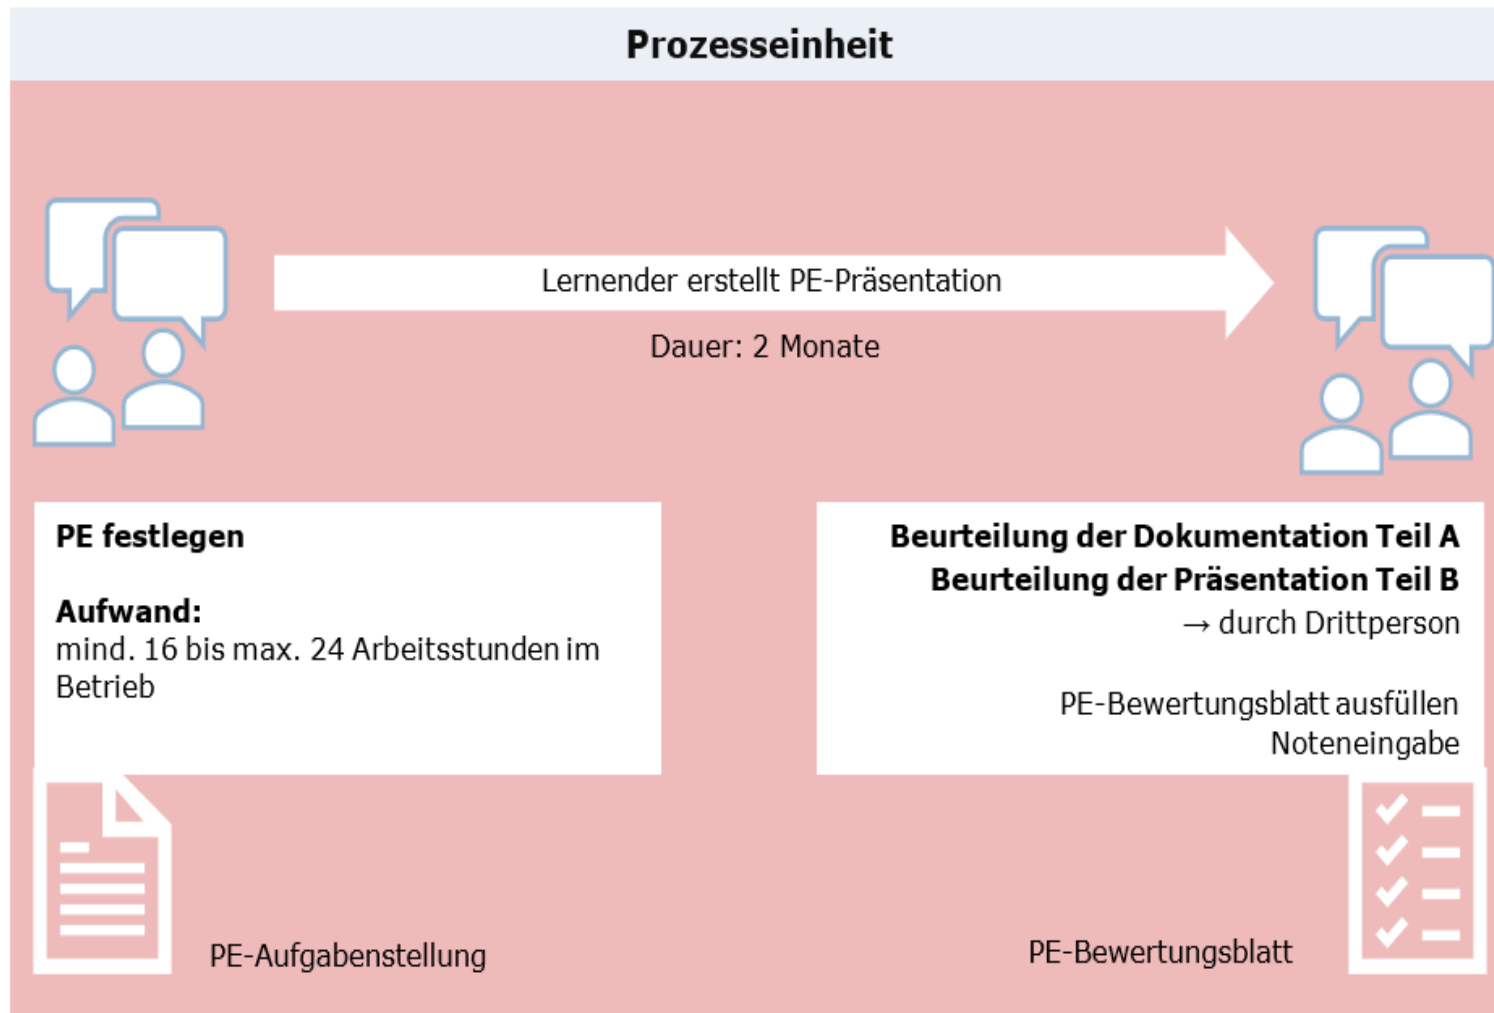 Prozesseinheit
Lernender erstellt PE-Präsentation
Dauer: 2 Monate
PE festlegen
Aufwand:
mind. 16 bis max. 24 Arbeitsstunden im
Betrieb
Beurteilung der Dokumentation Teil A
Beurteilung der Präsentation Teil B
→ durch Drittperson
PE-Bewertungsblatt ausfüllen
Noteneingabe
PE-Aufgabenstellung
PE-Bewertungsblatt